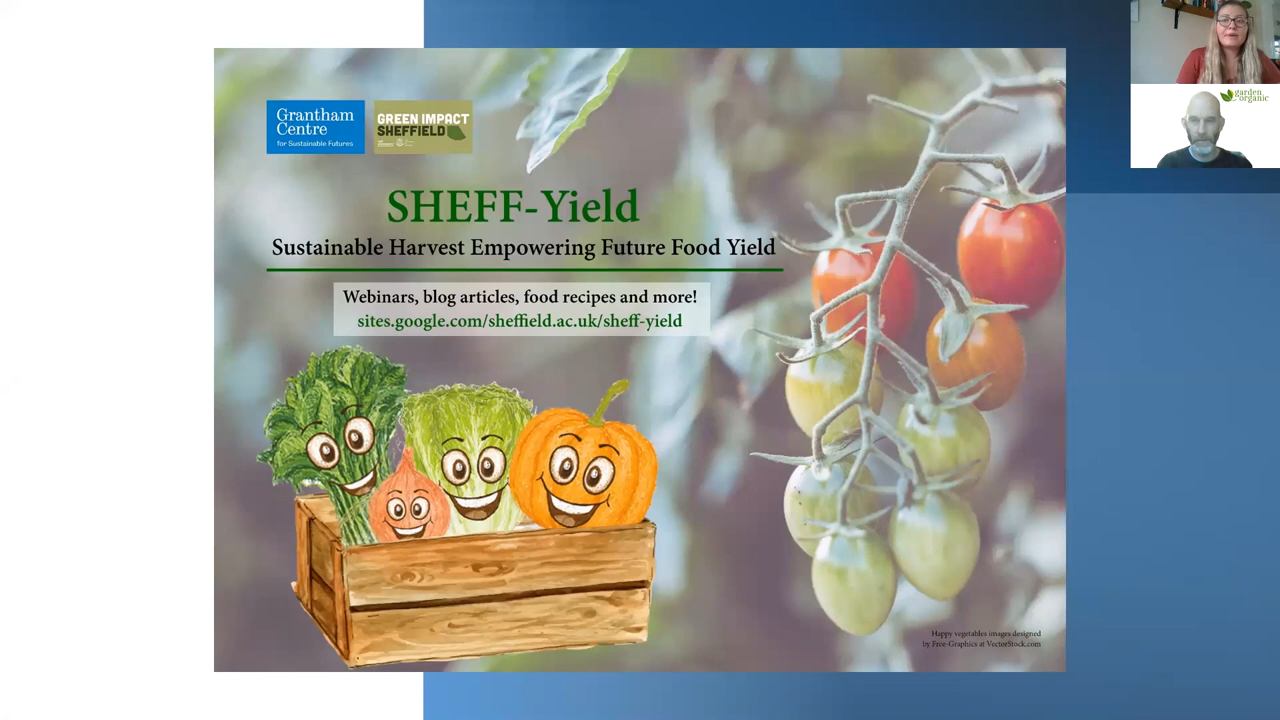 Grantham
Centre
for Sustainable Futures
GREEN IMPACT
SHEFFIELD
SHEFF-Yield
Sustainable Harvest Empowering Future Food Yield
Webinars, blog articles, food recipes and more!
sites.google.com/sheffield.ac.uk/sheff-yield
Happy vegetables images designed
by Free-Graphics at VectorStock.com
garden
organic